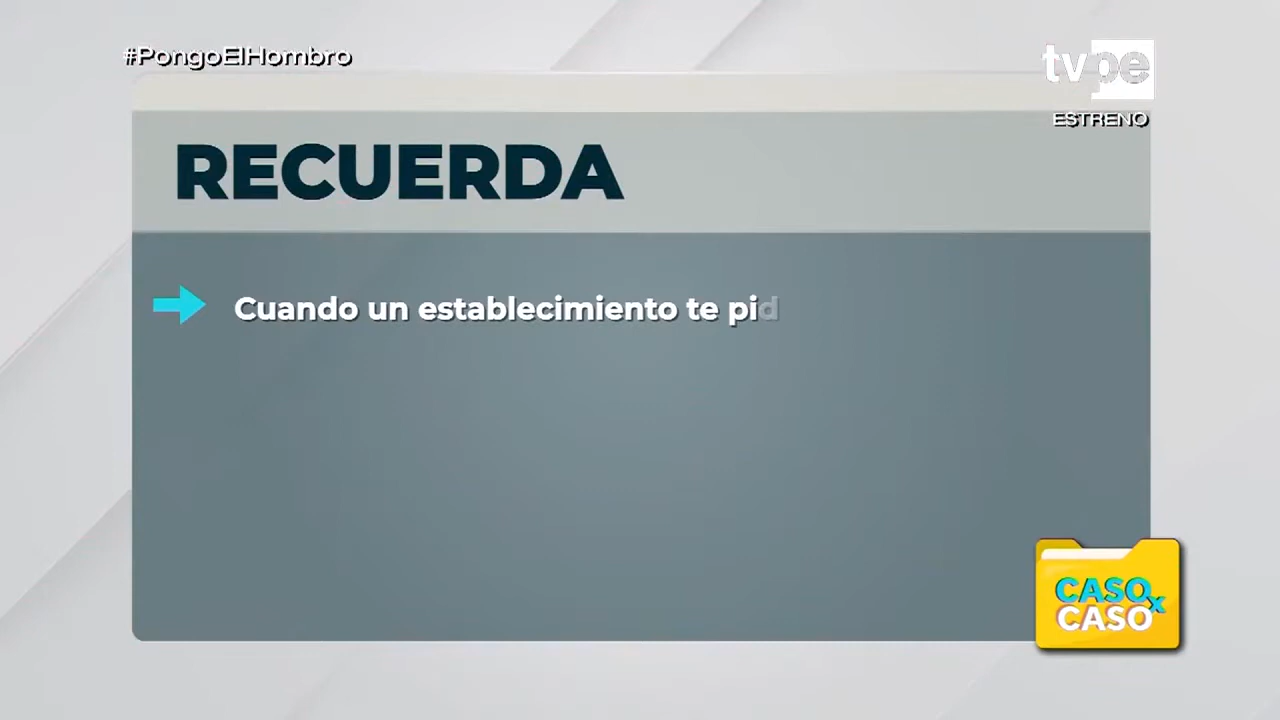 #PongoElHombro
tvpe
ESTRENO
RECUERDA
Cuando un establecimiento te pid
CASO x
CASO